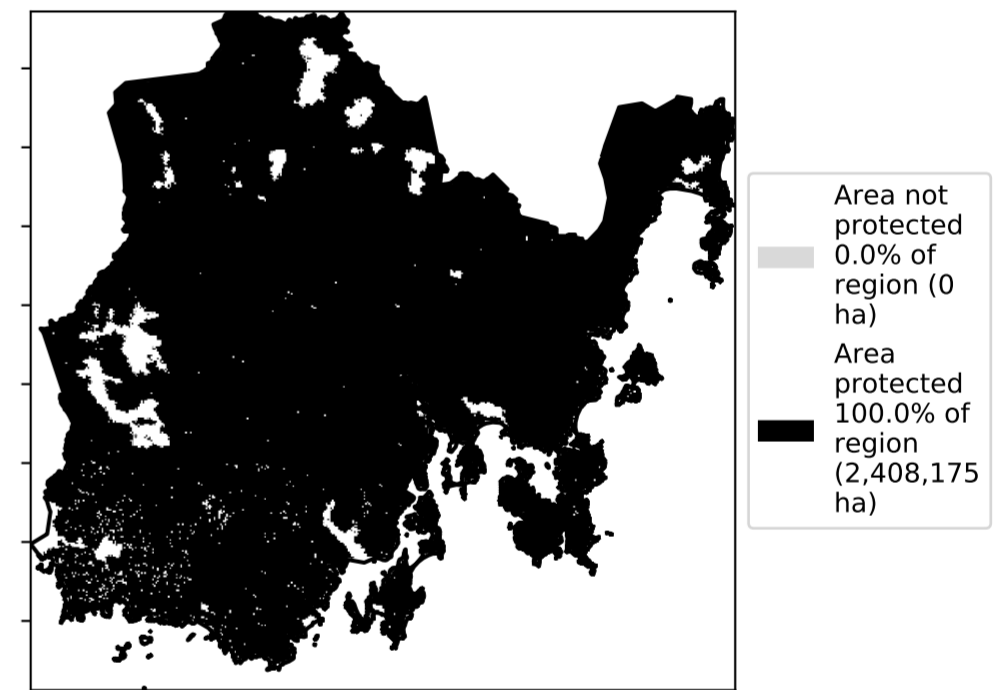 Area not
protected
0.0% of
region (0
ha)
Area
protected
100.0% of
region
(2,408,175
ha)